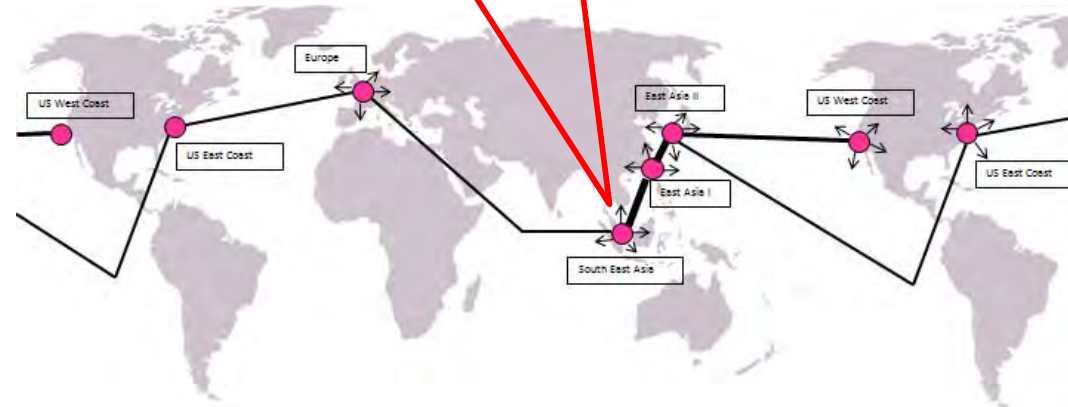 Europe
East Asia II
US West Coast
US West Coast
US East Coast
US East Coast
East Asia I
South East Asia